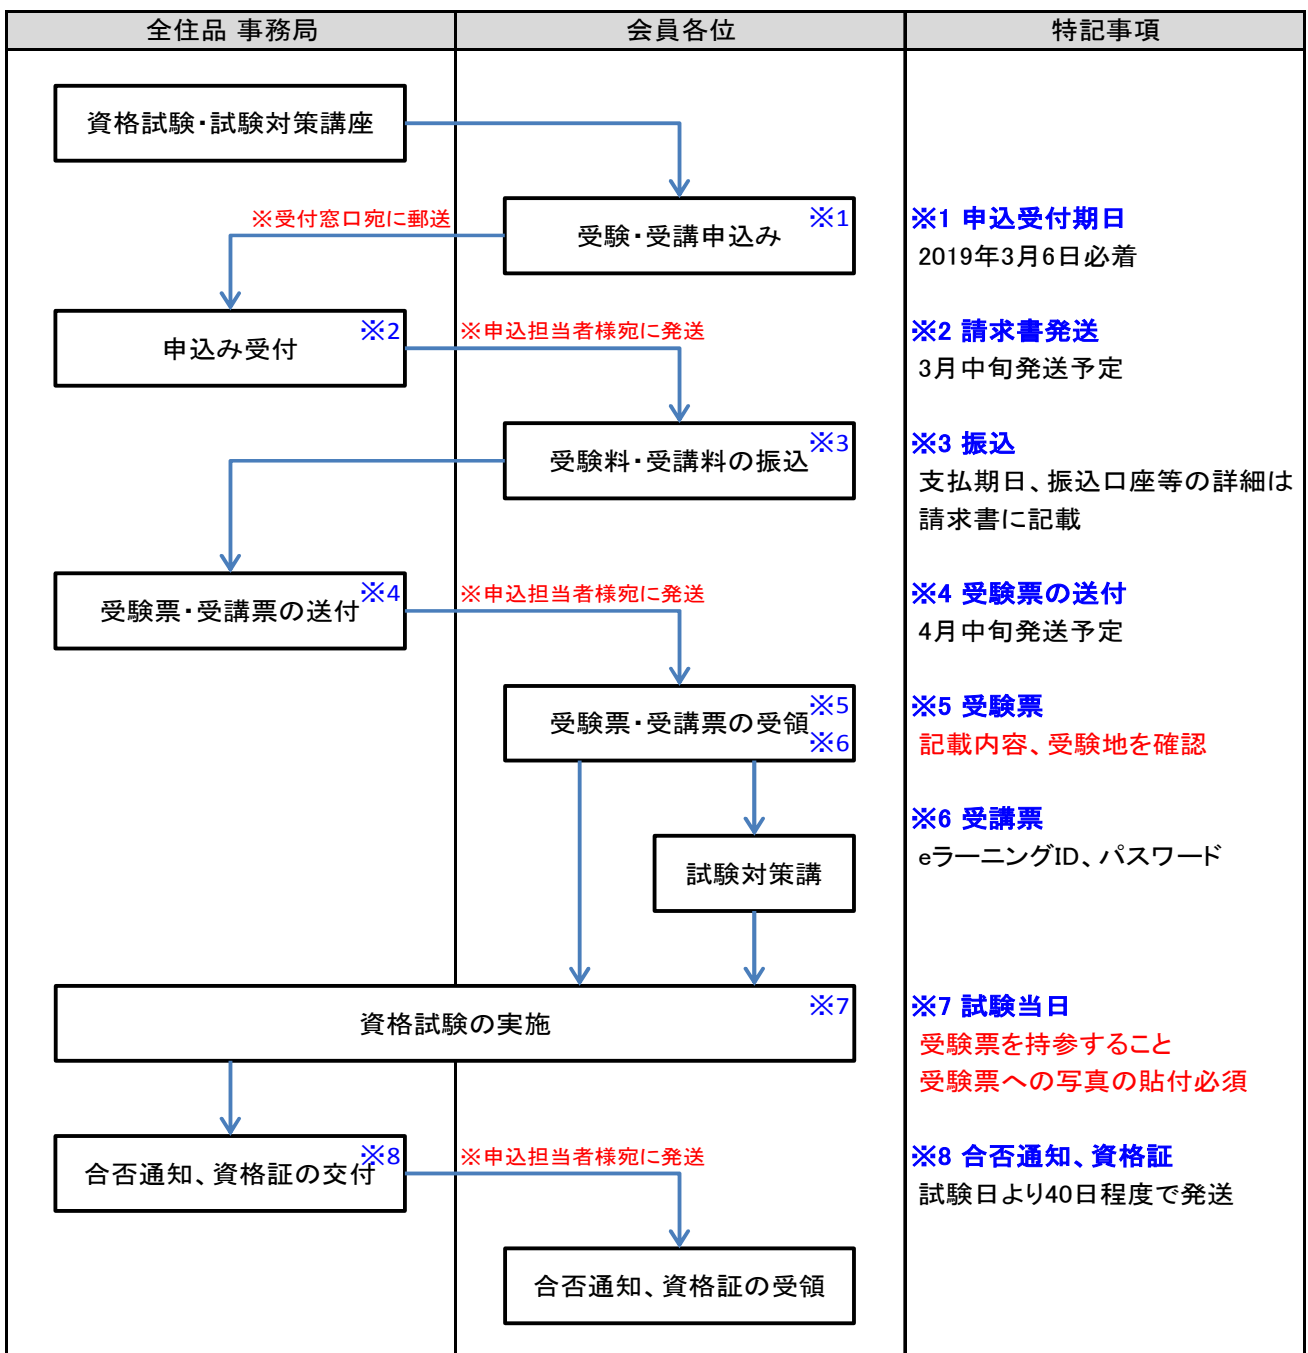 全住品 事務局
会員各位
特記事項
資格試験・試験対策講座
※受付窓口宛に郵送
受験・受講申込み
※1
※1 申込受付期日
2019年3月6日必着
申込み受付
※2
※申込担当者様宛に発送
※2 請求書発送
3月中旬発送予定
受験料・受講料の振込
※3
※3 振込
支払期日、振込口座等の詳細は
請求書に記載
受験票・受講票の送付
※4
※申込担当者様宛に発送
※4 受験票の送付
4月中旬発送予定
受験票・受講票の受領
※5
※6
※5 受験票
記載内容、受験地を確認
※6 受講票
eラーニングID、パスワード
試験対策講
資格試験の実施
※7
※7 試験当日
受験票を持参すること
受験票への写真の貼付必須
合否通知、資格証の交付
※8
※申込担当者様宛に発送
※8 合否通知、資格証
試験日より40日程度で発送
合否通知、資格証の受領